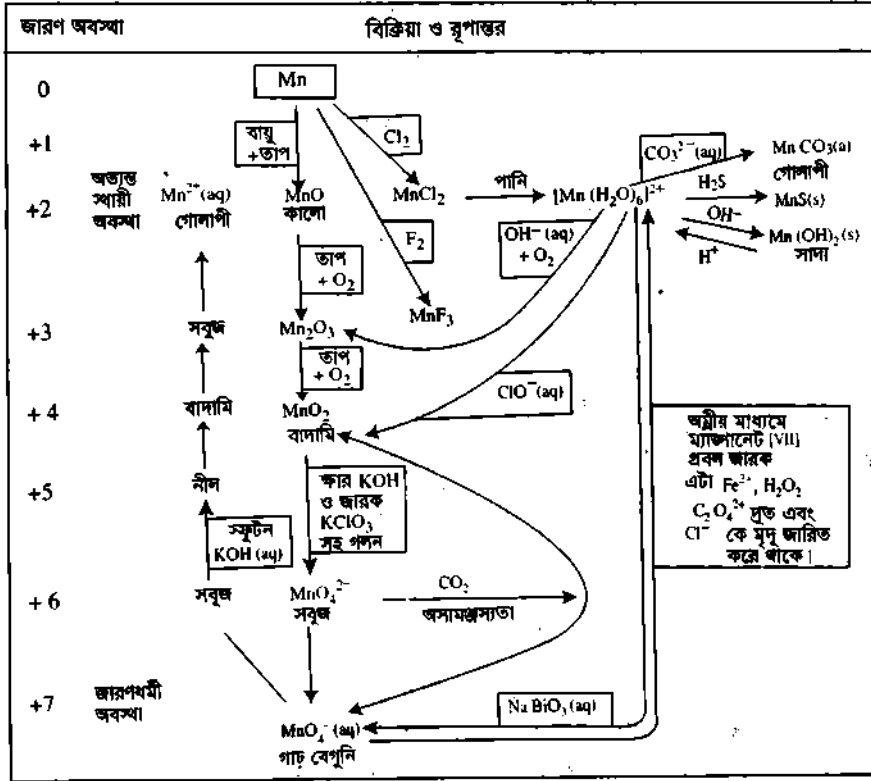 জারণ অবস্থা
বিক্রিয়া ও রূপান্তর
0
Mn
+1
বায়ু
+তাপ
Cl₂
CO₃²⁻(aq)
Mn CO₃(a)
গোলাপী
অত্যন্ত
স্থায়ী
অবস্থা
+2
Mn²⁺(aq)
গোলাপী
MnO
কালো
MnCl₂
পানি
[Mn (H₂O)₆]²⁺
H₂S
MnS(s)
OH⁻
Mn (OH)₂(s)
সাদা
H⁺
F₂
OH⁻ (aq)
+ O₂
তাপ
+ O₂
MnF₃
+3
সবুজ
Mn₂O₃
তাপ
+ O₂
ClO⁻(aq)
+ 4
বাদামি
MnO₂
বাদামি
অম্লীয় মাধ্যমে
ম্যাঙ্গানেট [VII]
প্রবল জারক
এটা Fe²⁺, H₂O₂
C₂O₄²⁺ দ্রুত এবং
Cl⁻ কে মৃদু জারিত
করে থাকে।
+5
নীল
ক্ষার KOH
ও জারক
KClO₃
সহ গলন
স্ফুটন
KOH (aq)
+ 6
সবুজ
MnO₄²⁻
সবুজ
CO₂
অসামঞ্জস্যতা
+7
জারণধর্মী
অবস্থা
Na BiO₃(aq)
MnO₄⁻ (aq)
গাঢ় বেগুনি